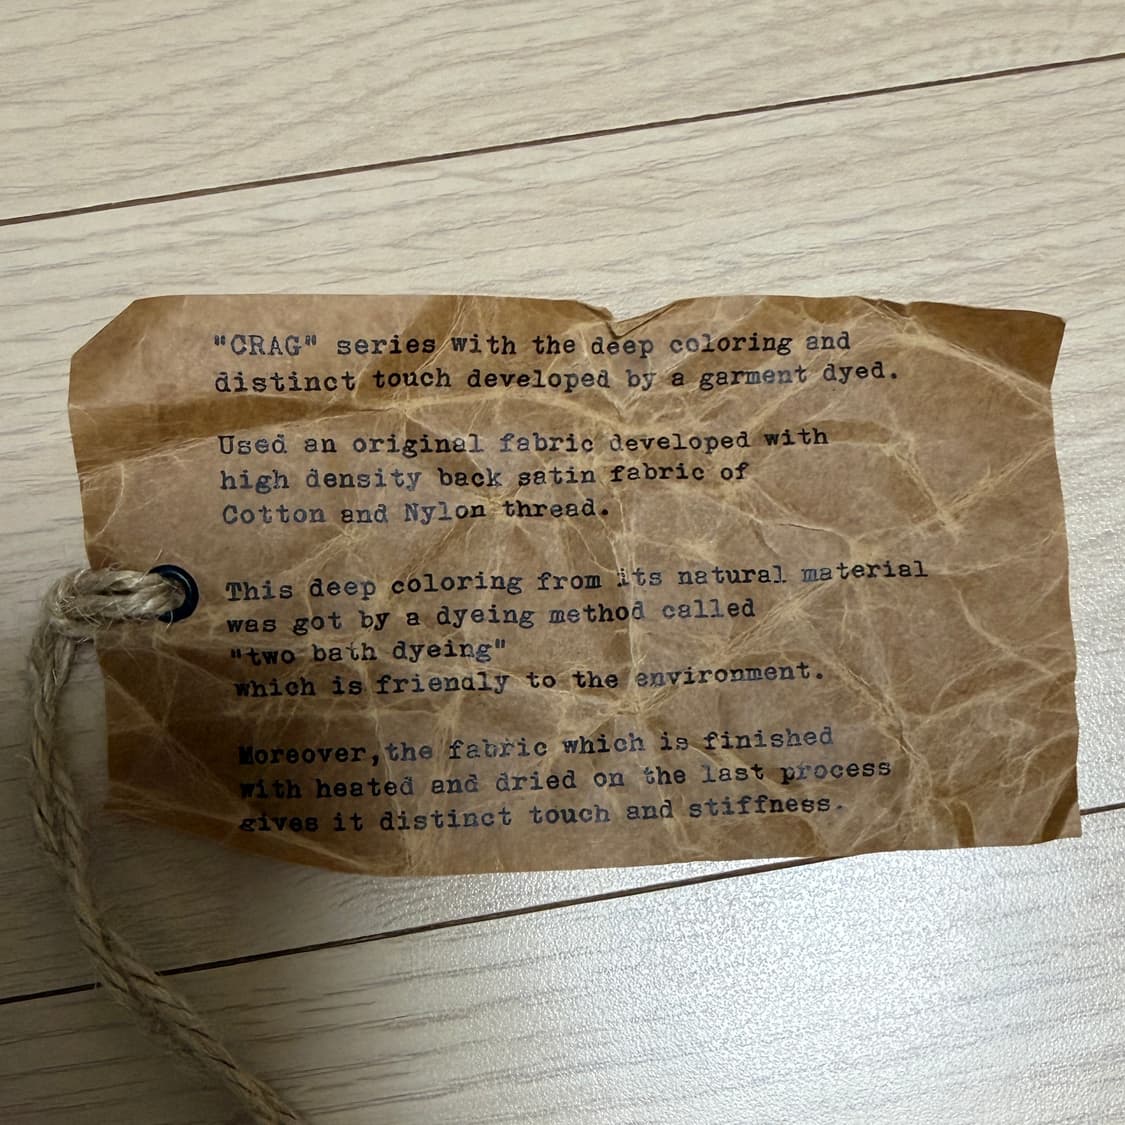 "CRAG" series with the deep coloring and
distinct touch developed by a garment dyed.
Used an original fabric developed with
high density back satin fabric of
Cotton and Nylon thread.
This deep coloring from its natural material
was got by a dyeing method called
"two bath dyeing"
which is friendly to the environment.
Moreover,the fabric which is finished
with heated and dried on the last process
gives it distinct touch and stiffness.